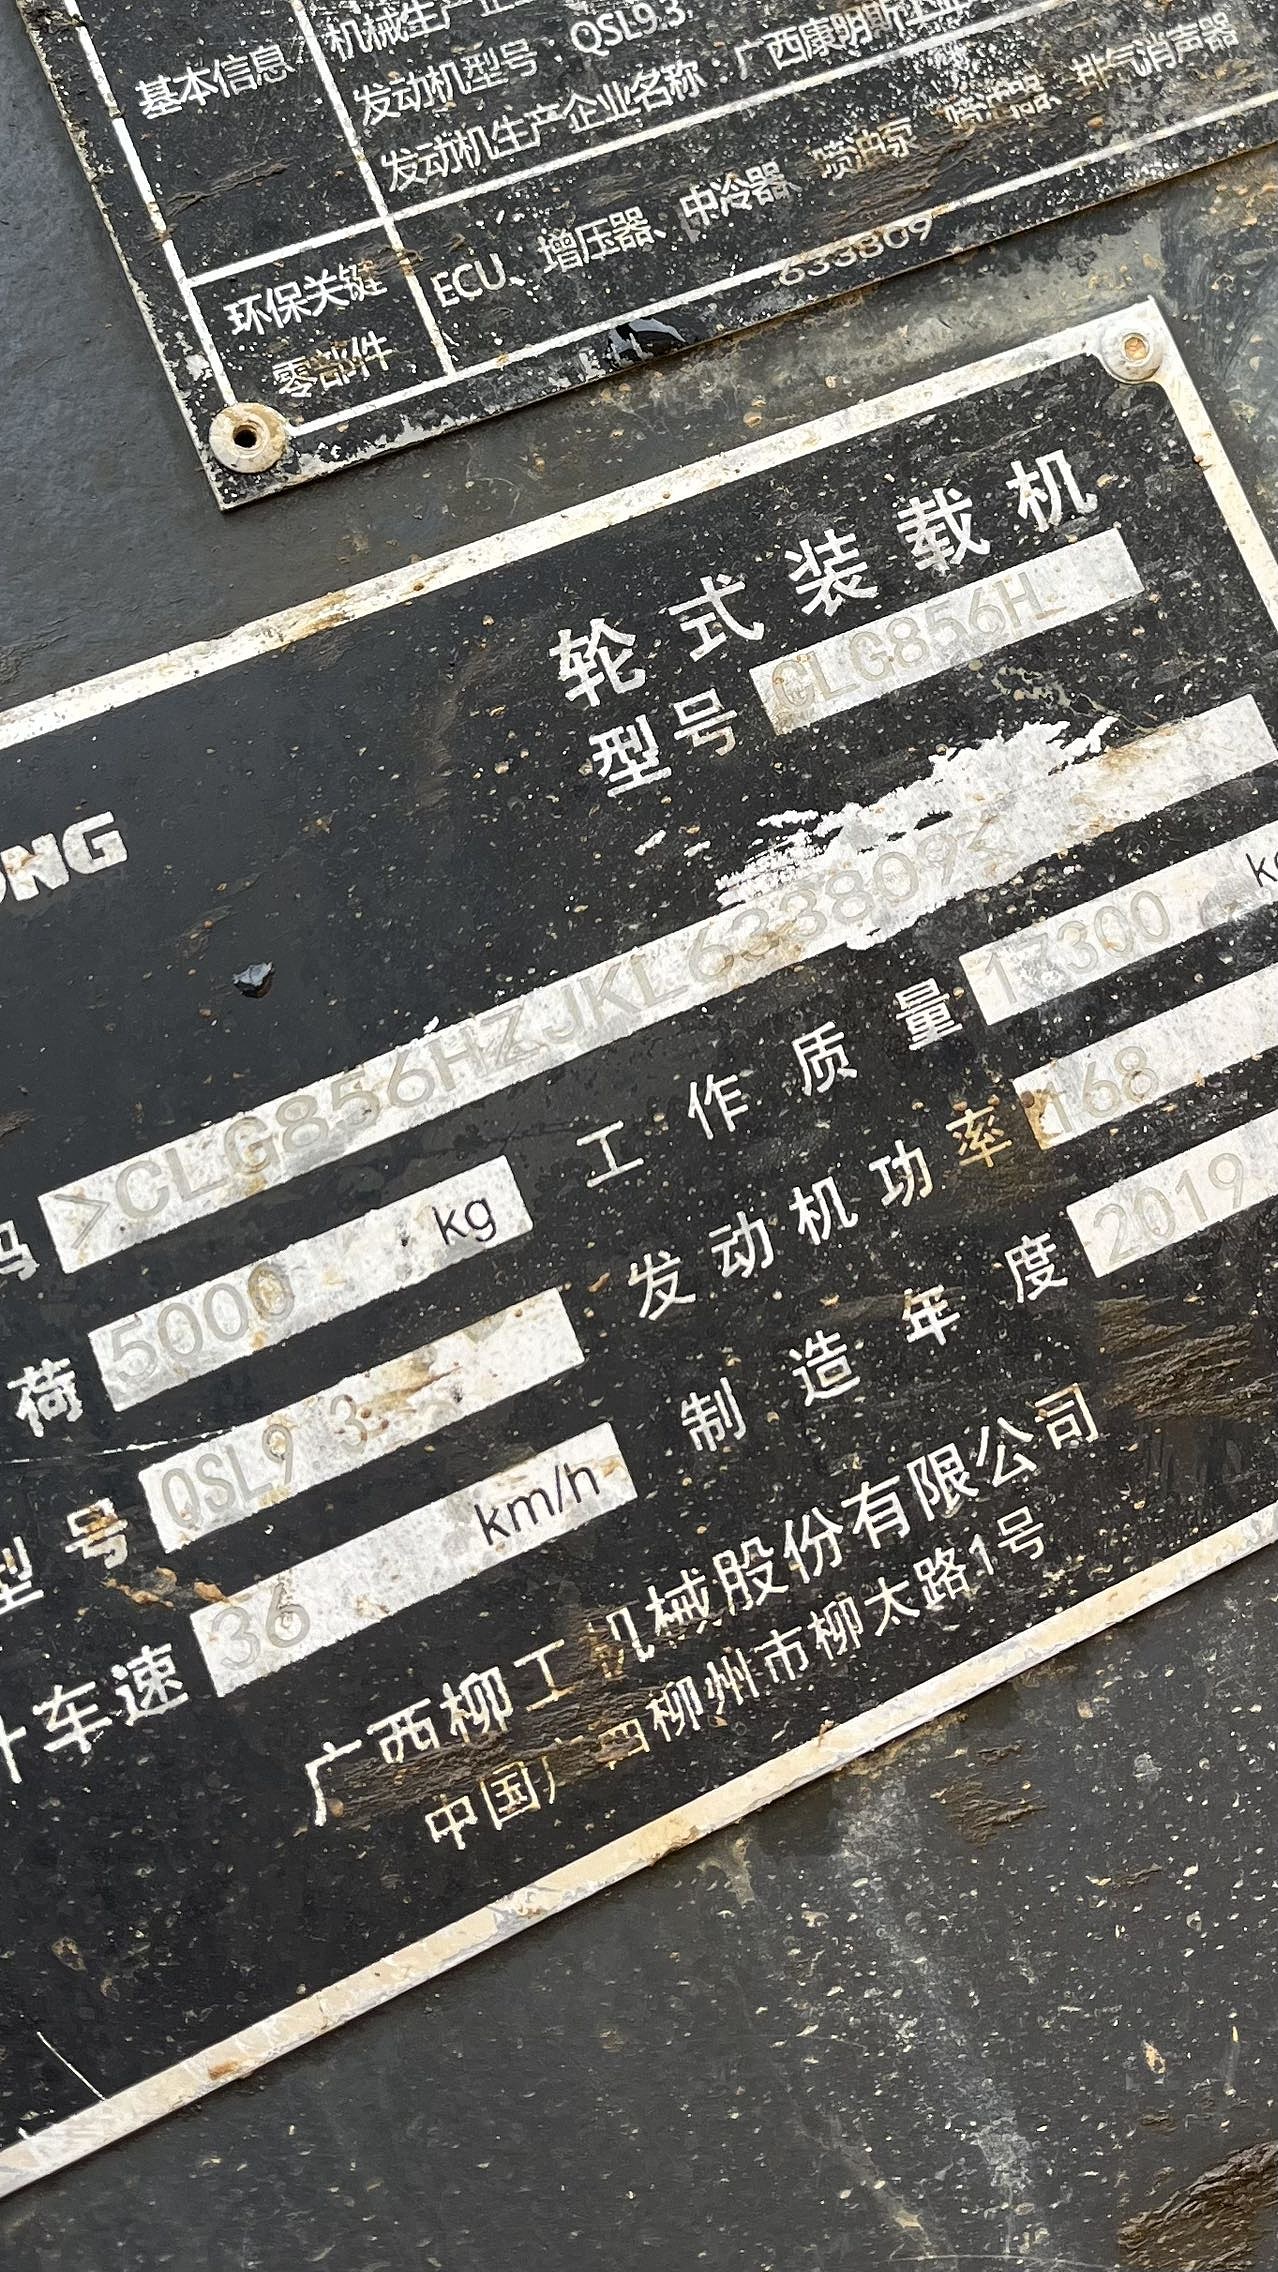 基本信息
机械生产企
发动机型号：QSL9.3
发动机生产企业名称：广西康明斯工业
环保关键
零部件
ECU、增压器、中冷器 喷油泵 喷油器、排气消声器
633809
轮式装载机
型号 CLG856HL
ONG
码 >CLG856HZJKL633809<
荷 5000 kg
工作质量 17300 kg
型号 QSL9 3
发动机功率 168
计车速 36 km/h
制造年度 2019
广西柳工机械股份有限公司
中国广西柳州市柳太路1号